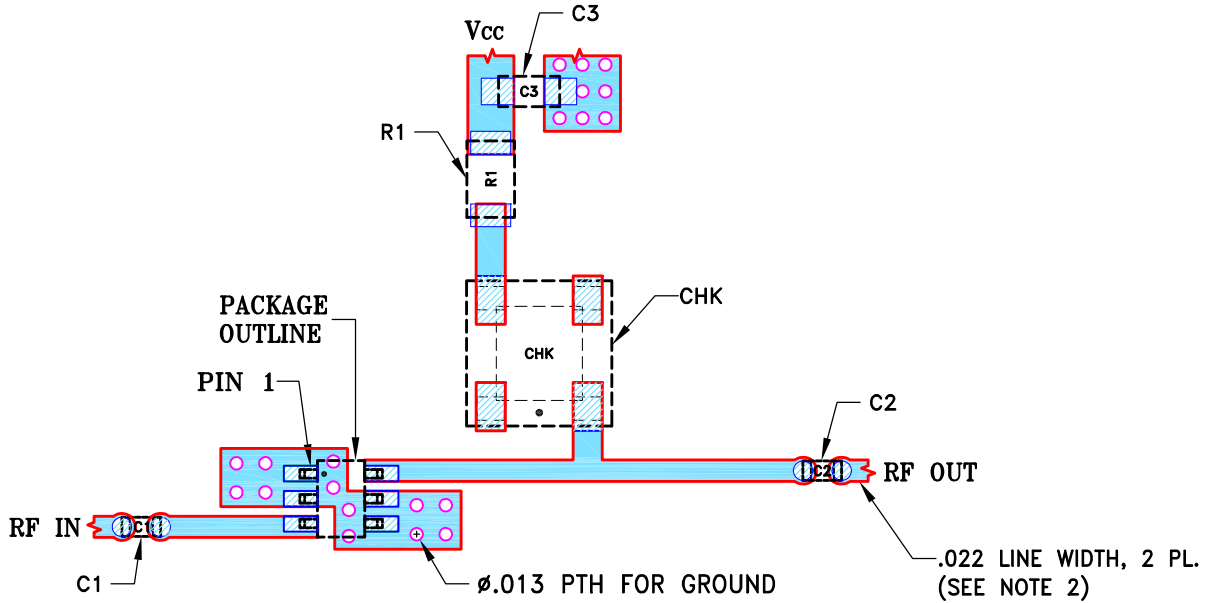 C3
Vcc
C3
R1
R1
CHK
PACKAGE
OUTLINE
CHK
PIN 1
C2
C2
RF OUT
RF IN
C1
C1
Ø.013 PTH FOR GROUND
.022 LINE WIDTH, 2 PL.
(SEE NOTE 2)